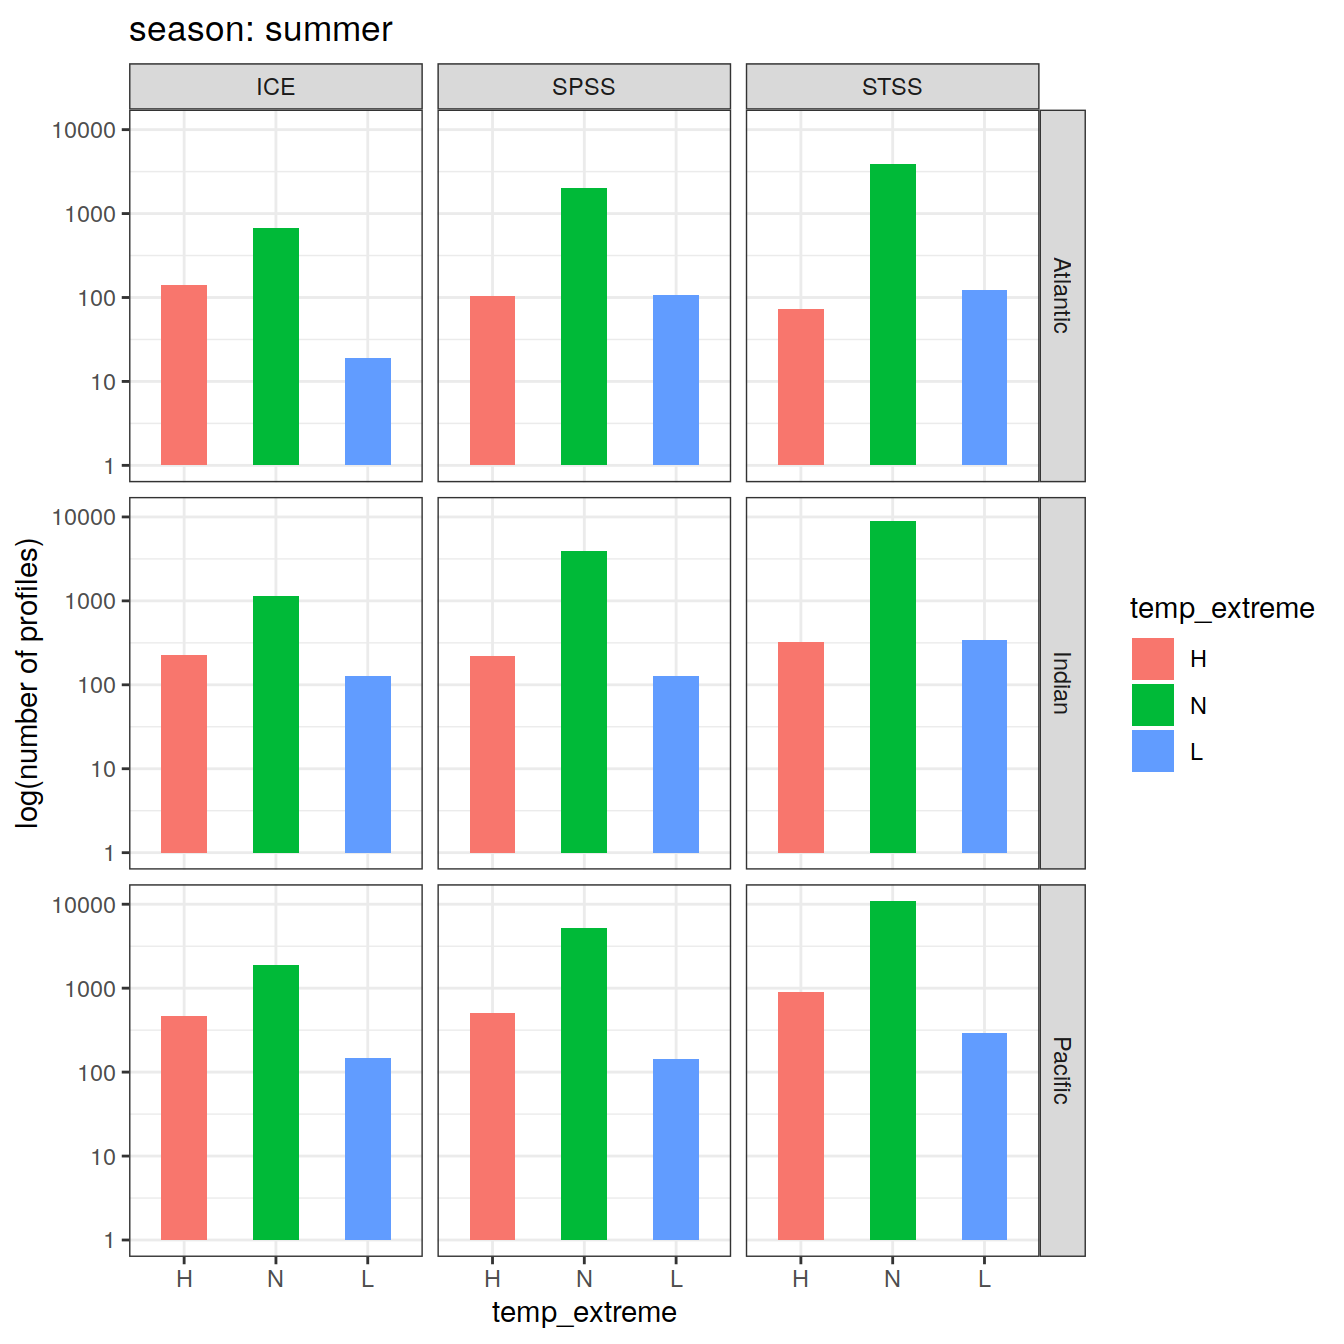 season: summer
ICE
SPSS
STSS
10000
1000
100
10
1
Atlantic
10000
1000
100
10
1
Indian
10000
1000
100
10
1
Pacific
log(number of profiles)
H
N
L
H
N
L
H
N
L
temp_extreme
temp_extreme
H
N
L